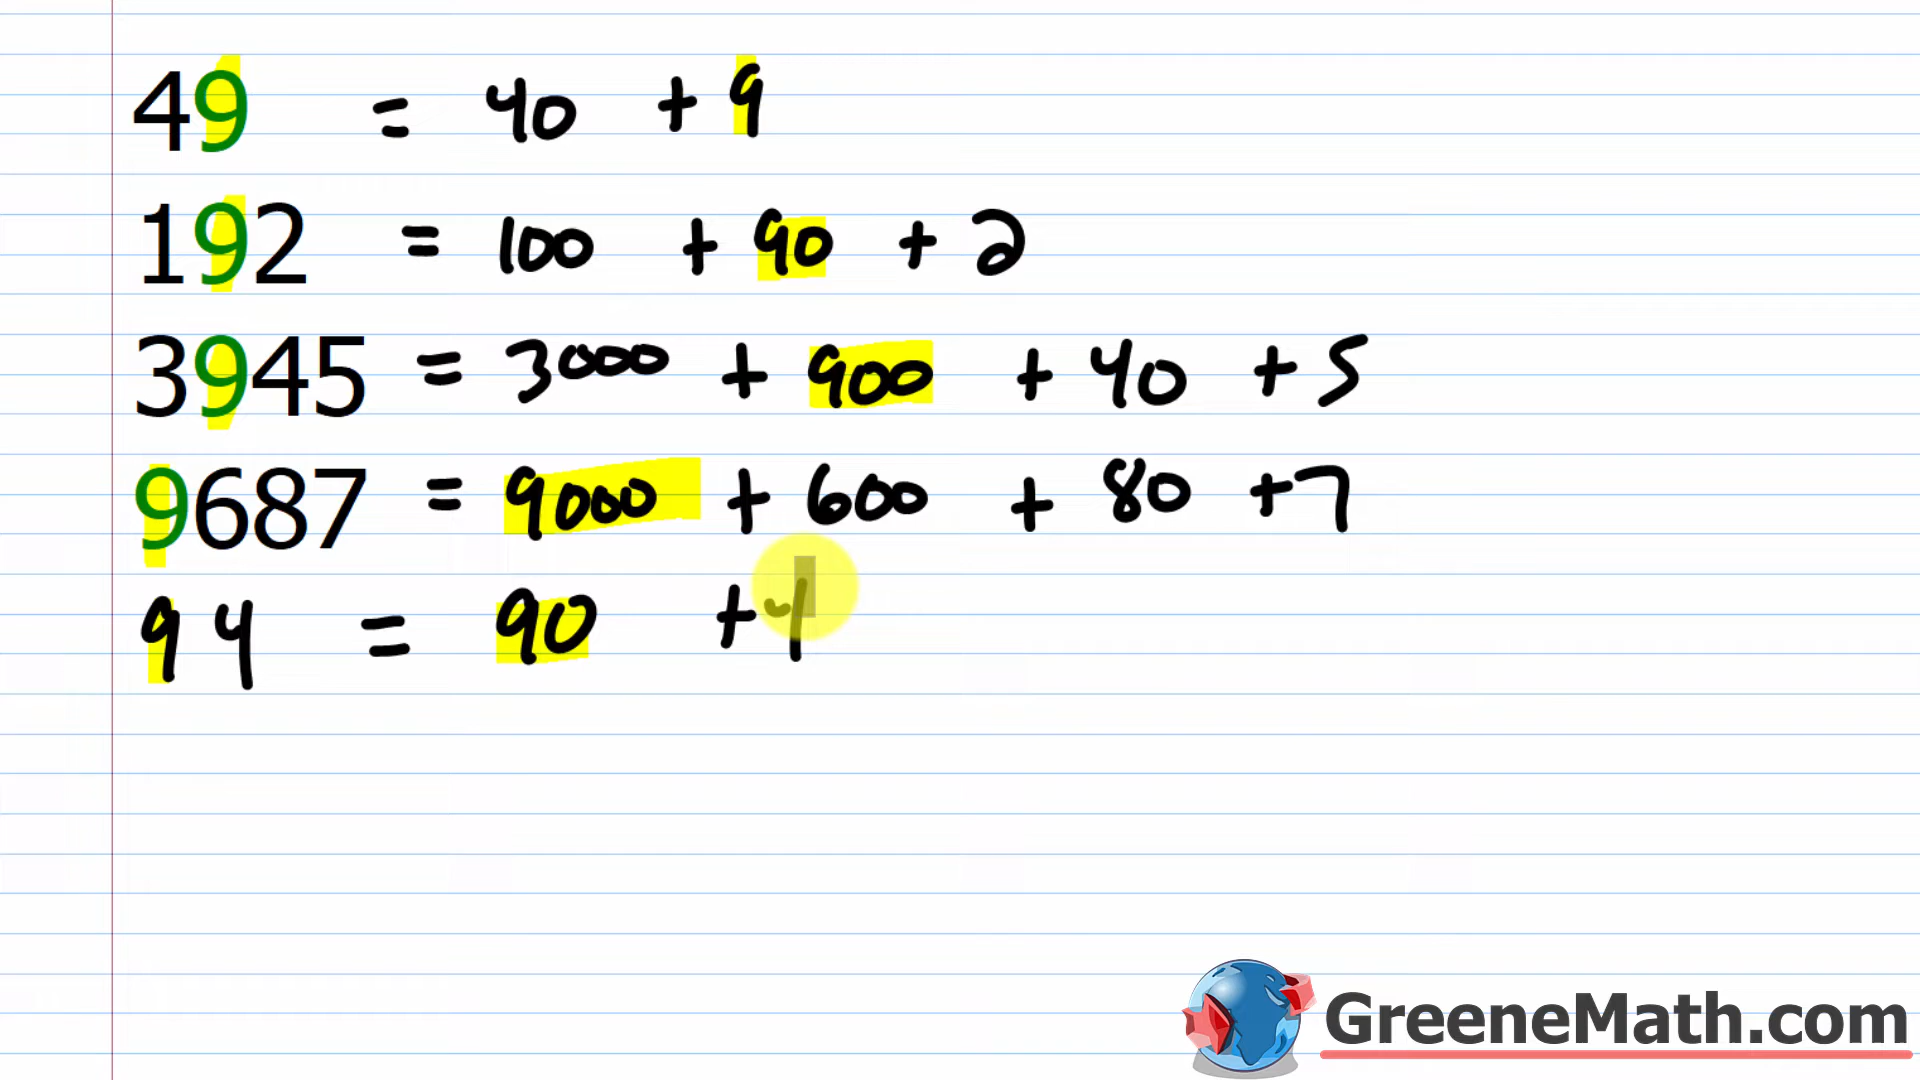 49 = 40 + 9
192 = 100 + 90 + 2
3945 = 3000 + 900 + 40 + 5
9687 = 9000 + 600 + 80 + 7
94 = 90 + 4
GreeneMath.com